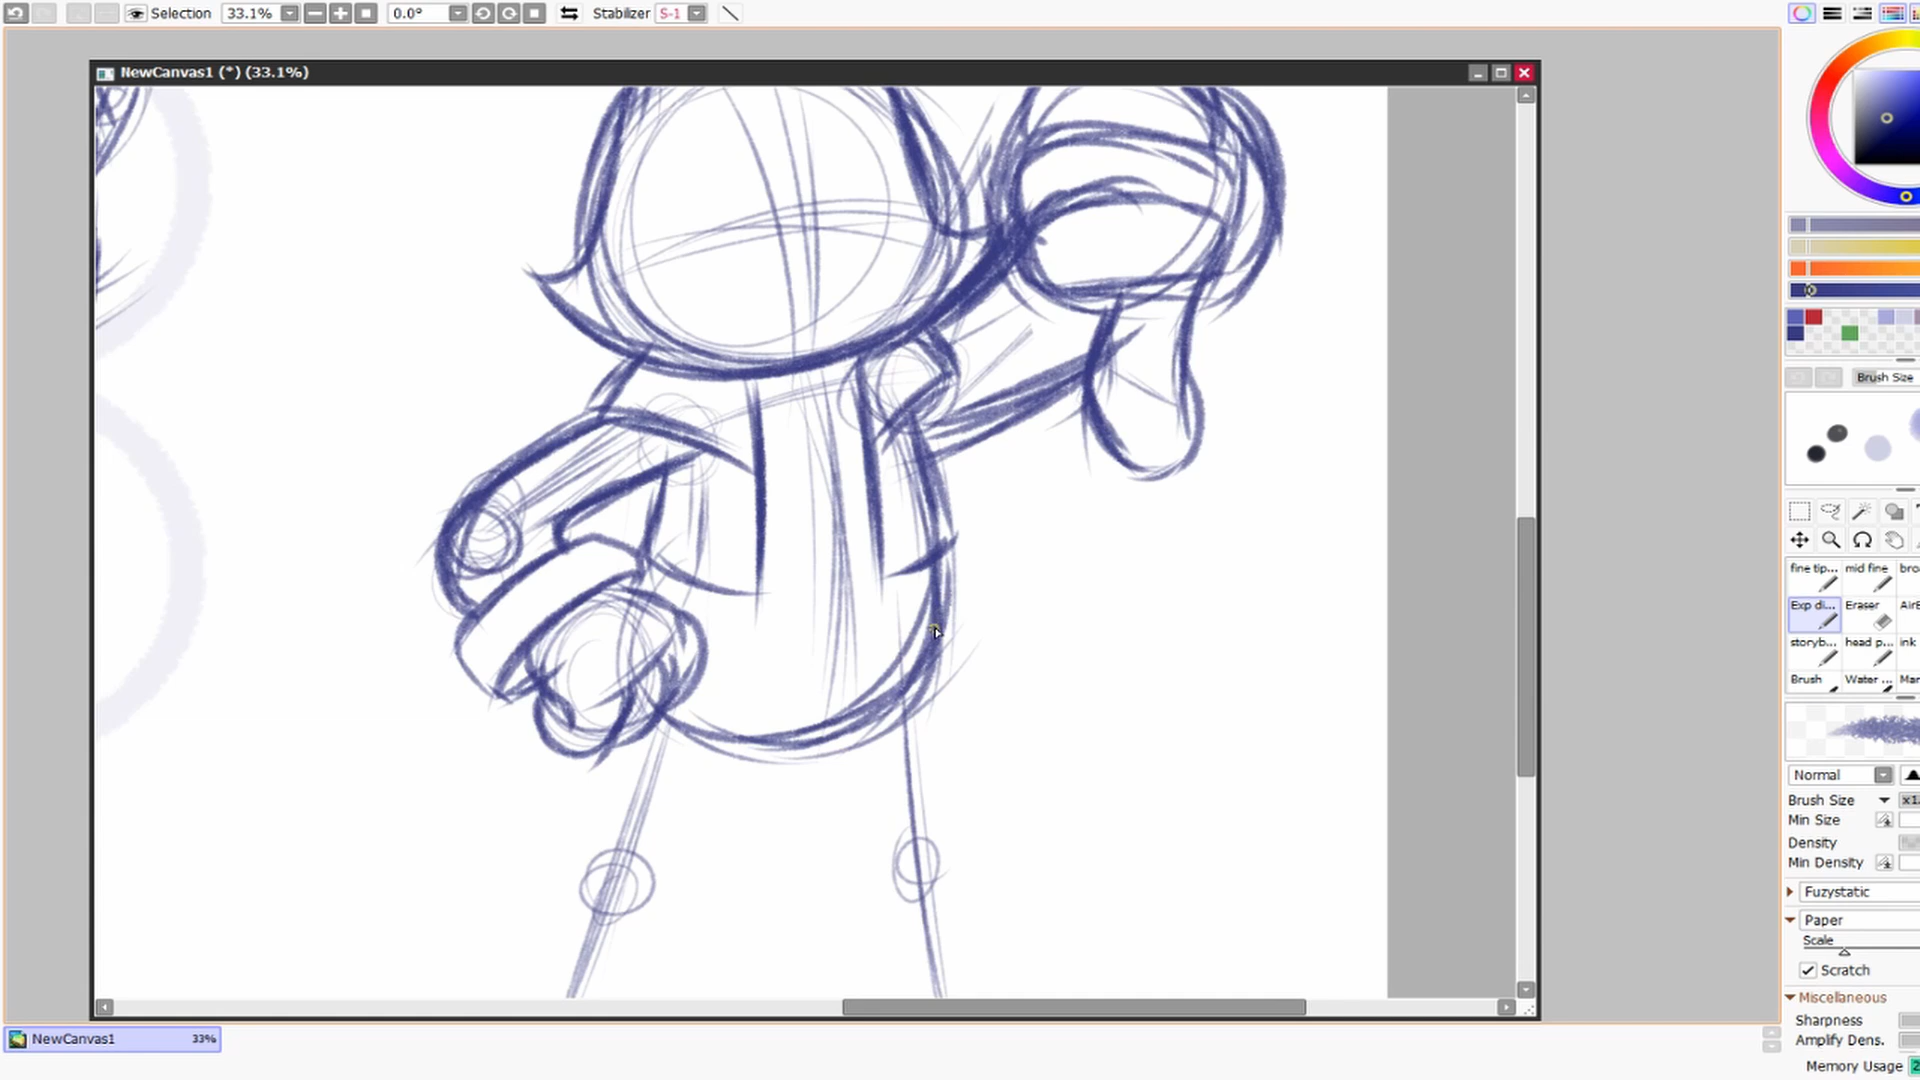 Selection 33.1% 0.0° Stabilizer S-1
NewCanvas1 (*) (33.1%)
Brush Size
fine tip... mid fine
Exp di... Eraser
storyb... head p... ink
Brush Water ...
Normal
Brush Size x1
Min Size
Density
Min Density
Fuzystatic
Paper
Scale
Scratch
Miscellaneous
Sharpness
Amplify Dens.
NewCanvas1 33%
Memory Usage